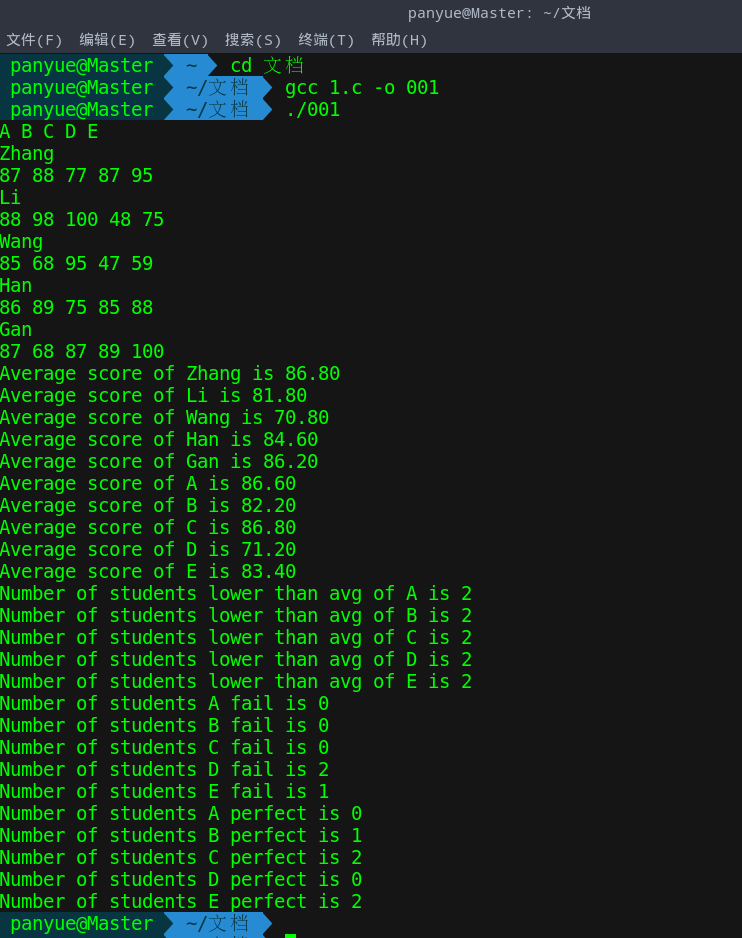 panyue@Master: ~/文档
文件(F) 编辑(E) 查看(V) 搜索(S) 终端(T) 帮助(H)
panyue@Master ~ cd 文档
panyue@Master ~/文档 gcc 1.c -o 001
panyue@Master ~/文档 ./001
A B C D E
Zhang
87 88 77 87 95
Li
88 98 100 48 75
Wang
85 68 95 47 59
Han
86 89 75 85 88
Gan
87 68 87 89 100
Average score of Zhang is 86.80
Average score of Li is 81.80
Average score of Wang is 70.80
Average score of Han is 84.60
Average score of Gan is 86.20
Average score of A is 86.60
Average score of B is 82.20
Average score of C is 86.80
Average score of D is 71.20
Average score of E is 83.40
Number of students lower than avg of A is 2
Number of students lower than avg of B is 2
Number of students lower than avg of C is 2
Number of students lower than avg of D is 2
Number of students lower than avg of E is 2
Number of students A fail is 0
Number of students B fail is 0
Number of students C fail is 0
Number of students D fail is 2
Number of students E fail is 1
Number of students A perfect is 0
Number of students B perfect is 1
Number of students C perfect is 2
Number of students D perfect is 0
Number of students E perfect is 2
panyue@Master ~/文档